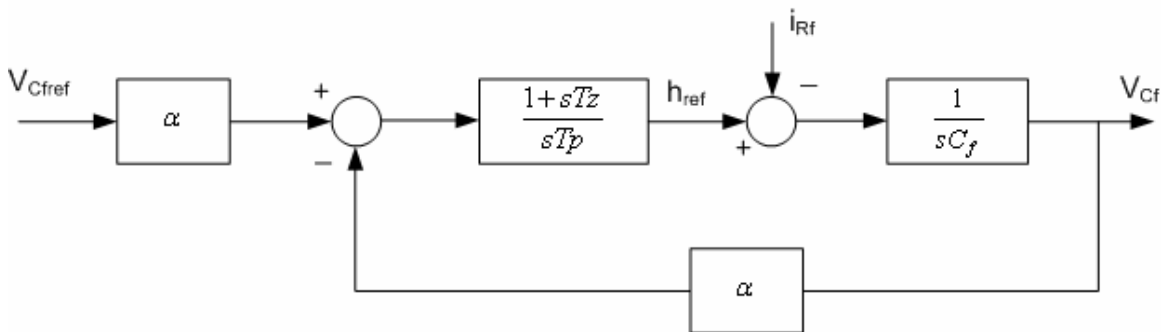 i_Rf
V_Cfref
α
+
−
1+sTz
sTp
h_ref
+
−
1
sC_f
V_Cf
α